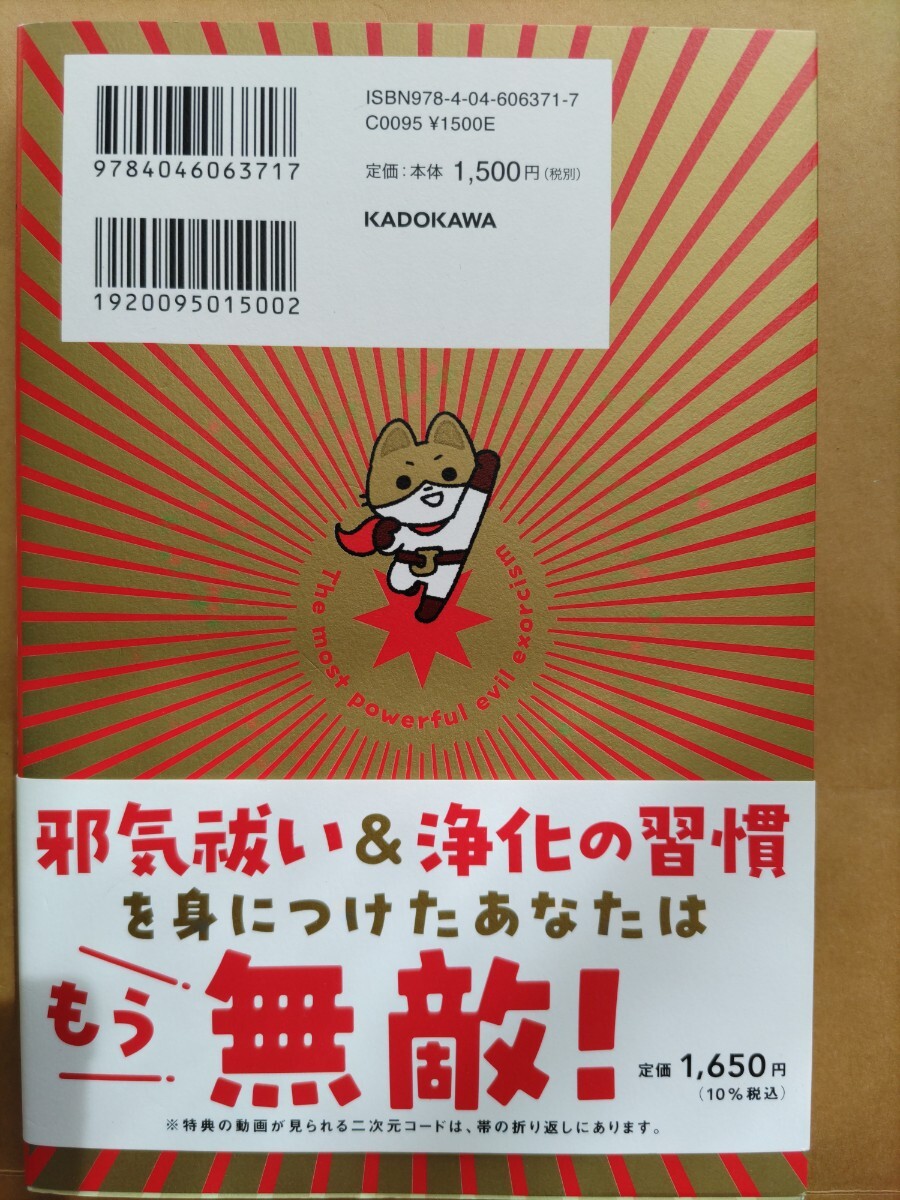 ISBN978-4-04-606371-7
C0095 ¥1500E
9784046063717
定価:本体 1,500円(税別)
KADOKAWA
1920095015002
The most powerful evil exorcism
邪気祓い&浄化の習慣
を身につけたあなたは
もう無敵!
定価 1,650円
(10%税込)
※特典の動画が見られる二次元コードは、帯の折り返しにあります。